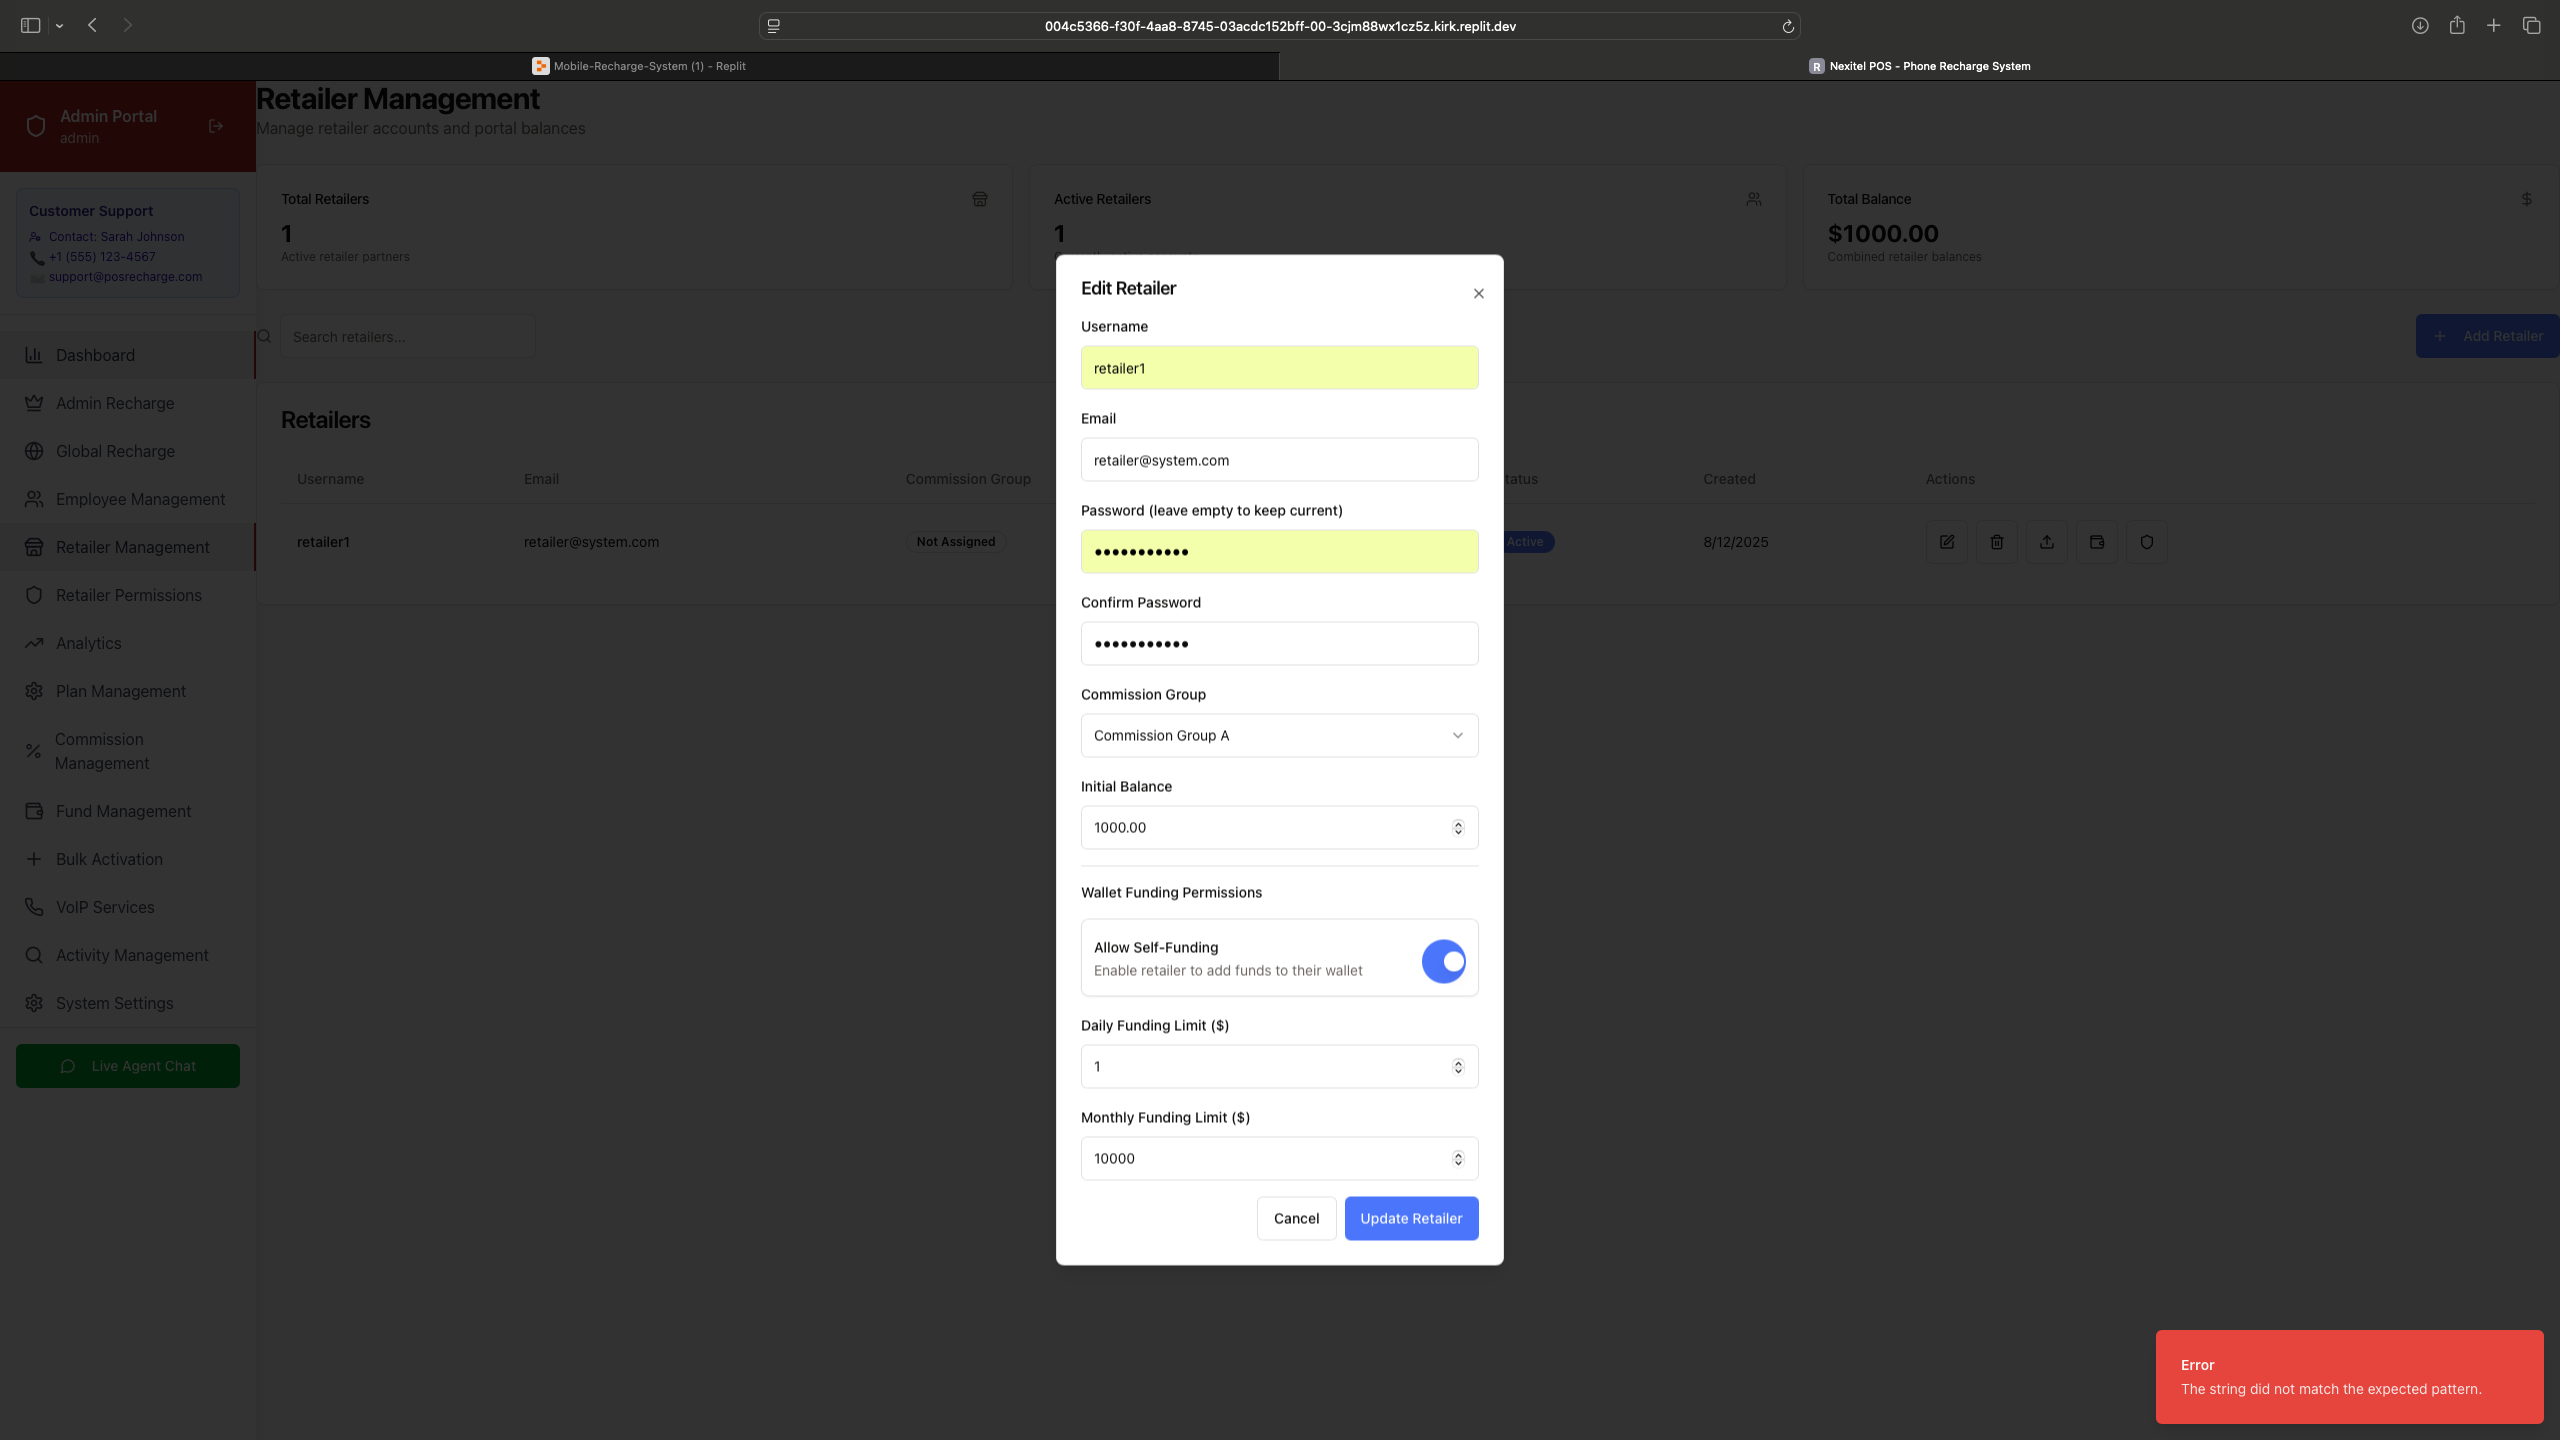 004c5366-f30f-4aa8-8745-03acdc152bff-00-3cjm88wx1cz5z.kirk.replit.dev
Mobile-Recharge-System (1) - Replit
R Nexitel POS - Phone Recharge System
Admin Portal
admin
Customer Support
Contact: Sarah Johnson
+1 (555) 123-4567
support@posrecharge.com
Dashboard
Admin Recharge
Global Recharge
Employee Management
Retailer Management
Retailer Permissions
Analytics
Plan Management
Commission
Management
Fund Management
Bulk Activation
VoIP Services
Activity Management
System Settings
Live Agent Chat
Retailer Management
Manage retailer accounts and portal balances
Total Retailers
1
Active retailer partners
Active Retailers
1
Total Balance
$1000.00
Combined retailer balances
Search retailers...
Add Retailer
Retailers
Username Email Commission Group tatus Created Actions
retailer1 retailer@system.com Not Assigned Active 8/12/2025
Edit Retailer
Username
retailer1
Email
retailer@system.com
Password (leave empty to keep current)
•••••••••••
Confirm Password
•••••••••••
Commission Group
Commission Group A
Initial Balance
1000.00
Wallet Funding Permissions
Allow Self-Funding
Enable retailer to add funds to their wallet
Daily Funding Limit ($)
1
Monthly Funding Limit ($)
10000
Cancel
Update Retailer
Error
The string did not match the expected pattern.